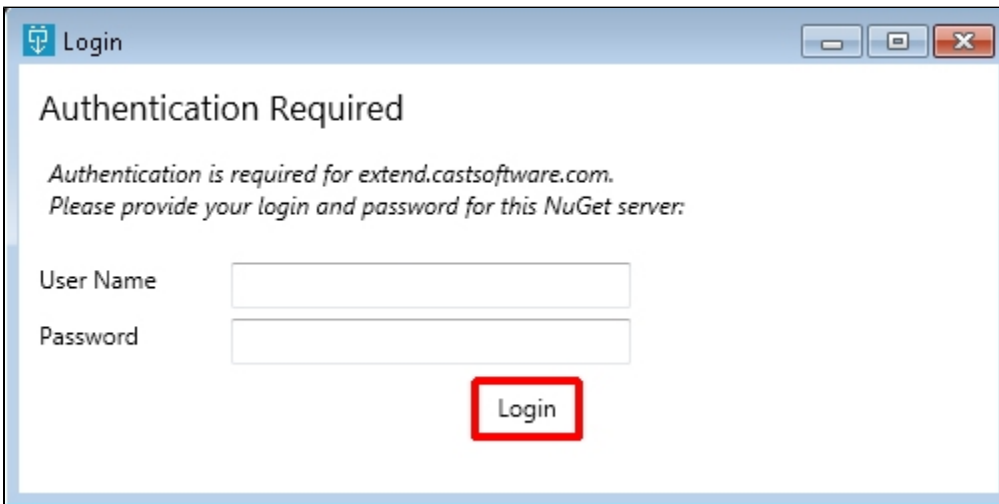 Login
Authentication Required
Authentication is required for extend.castsoftware.com.
Please provide your login and password for this NuGet server:
User Name
Password
Login